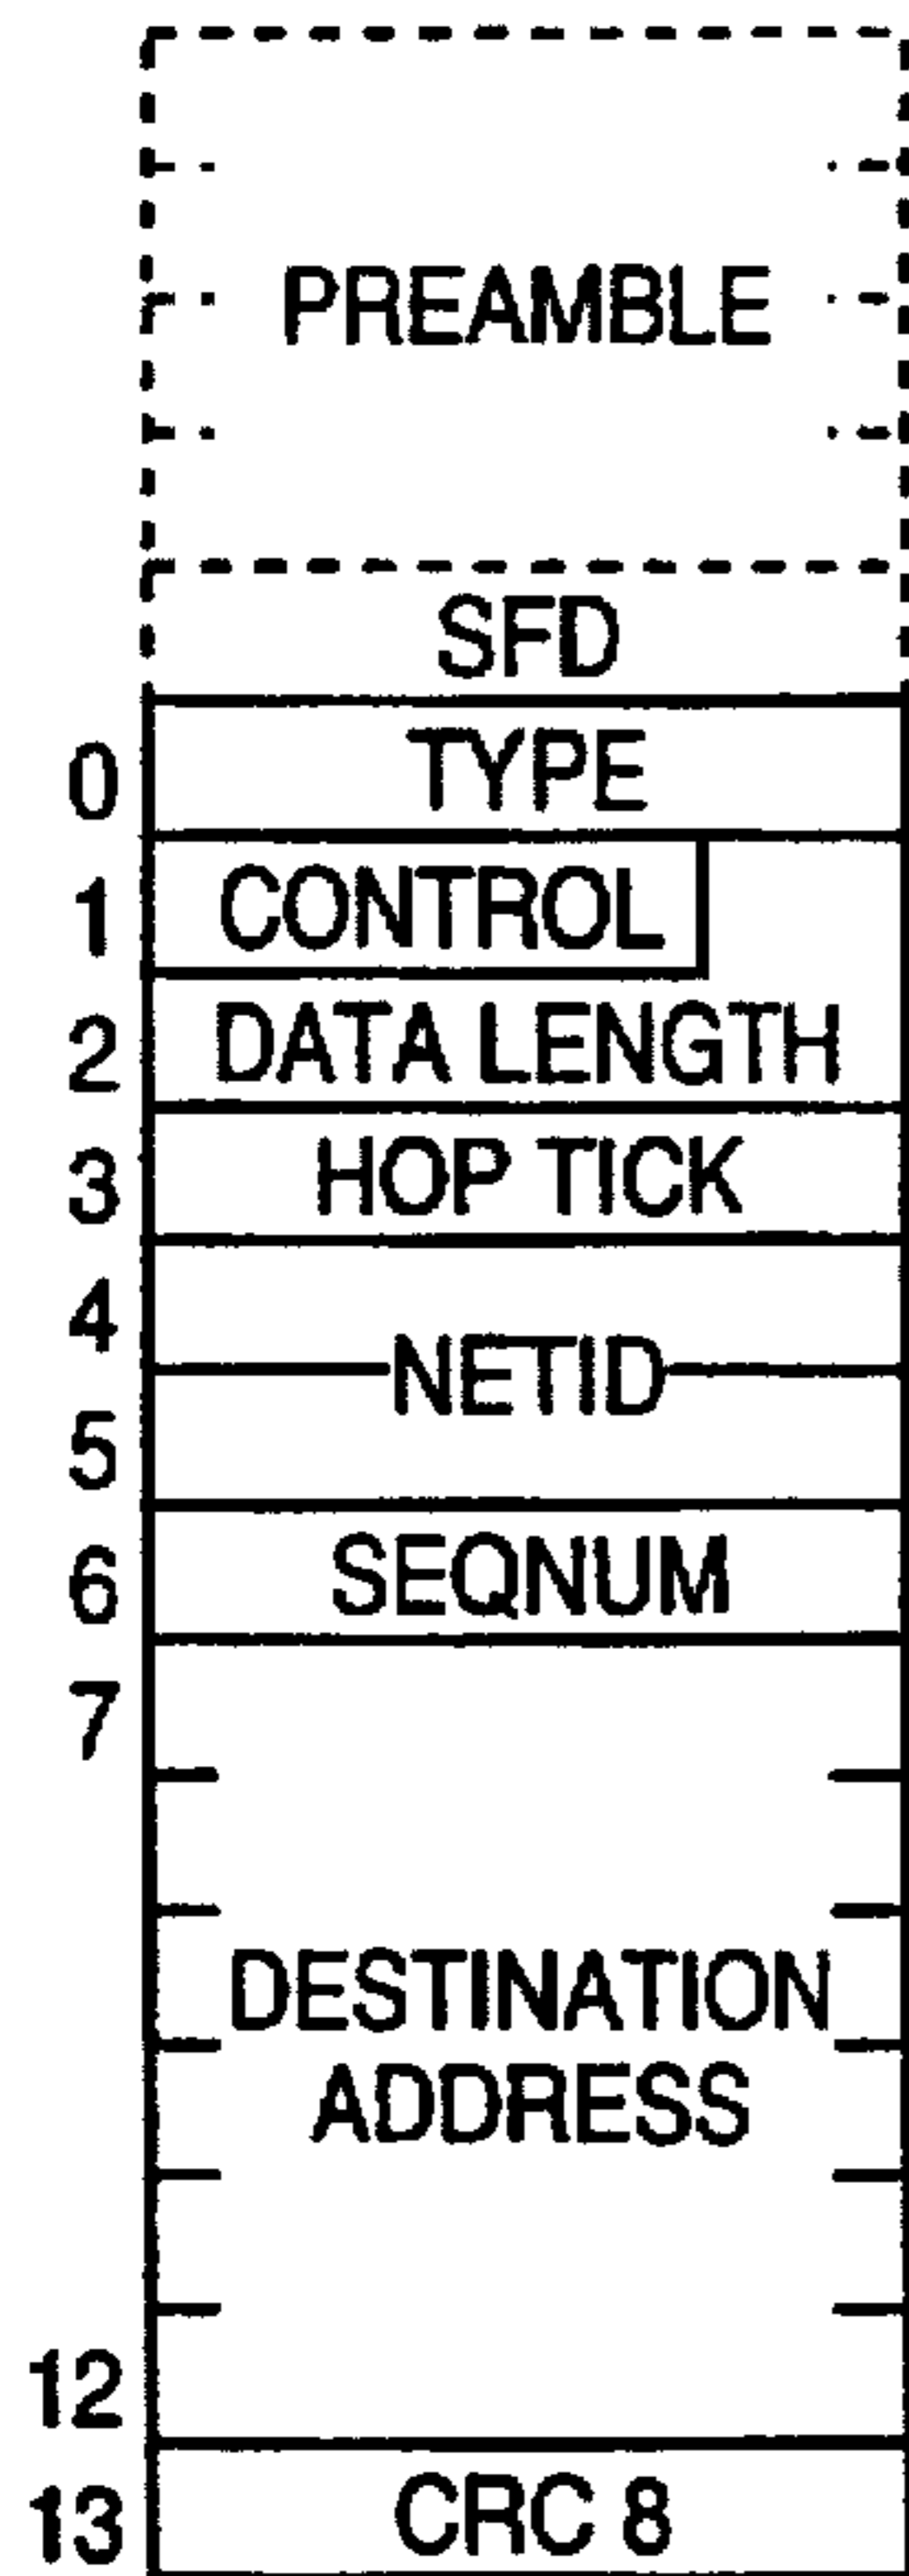 PREAMBLE
SFD
0 TYPE
1 CONTROL
2 DATA LENGTH
3 HOP TICK
4
NETID
5
6 SEQNUM
7
DESTINATION
ADDRESS
12
13 CRC 8